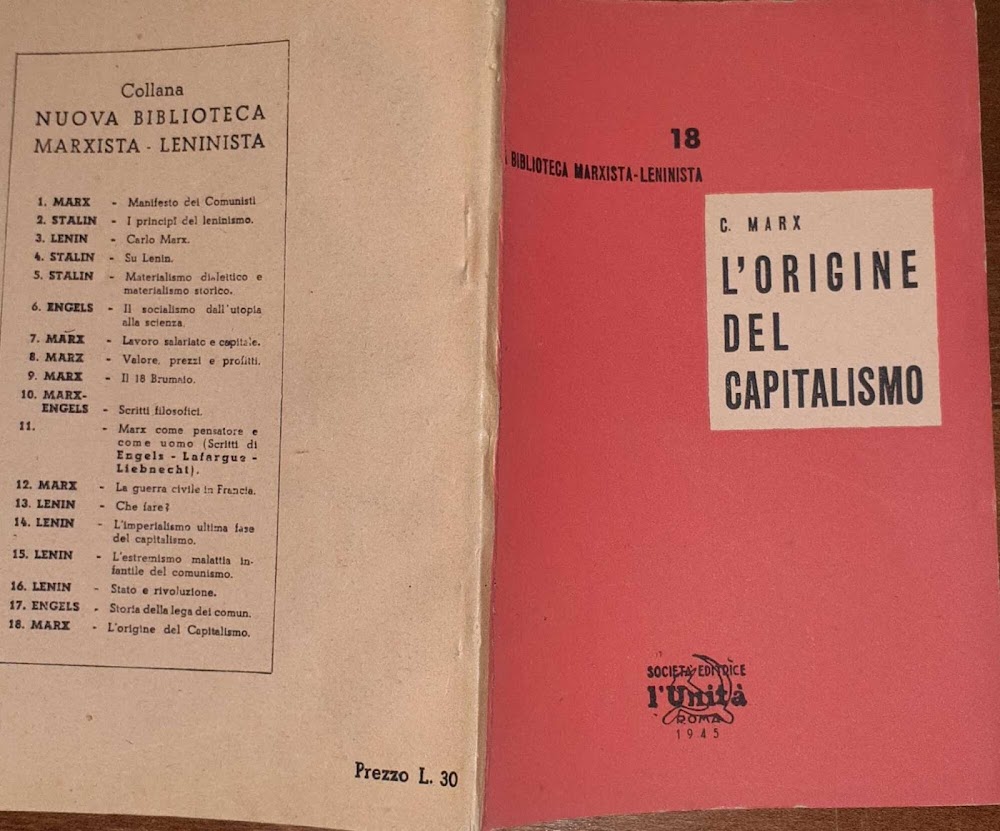 Collana
NUOVA BIBLIOTECA
MARXISTA - LENINISTA
1. MARX - Manifesto dei Comunisti
2. STALIN - I principî del leninismo.
3. LENIN - Carlo Marx.
4. STALIN - Su Lenin.
5. STALIN - Materialismo dialettico e
materialismo storico.
6. ENGELS - Il socialismo dall'utopia
alla scienza.
7. MARX - Lavoro salariato e capitale.
8. MARX - Valore, prezzi e profitti.
9. MARX - Il 18 Brumaio.
10. MARX-
ENGELS - Scritti filosofici.
11. - Marx come pensatore e
come uomo (Scritti di
Engels - Lafargue -
Liebnecht).
12. MARX - La guerra civile in Francia.
13. LENIN - Che fare?
14. LENIN - L'imperialismo ultima fase
del capitalismo.
15. LENIN - L'estremismo malattia in-
fantile del comunismo.
16. LENIN - Stato e rivoluzione.
17. ENGELS - Storia della lega dei comun.
18. MARX - L'origine del Capitalismo.
Prezzo L. 30
18
BIBLIOTECA MARXISTA-LENINISTA
C. MARX
L'ORIGINE
DEL
CAPITALISMO
SOCIETÀ EDITRICE
l'Unità
ROMA
1945